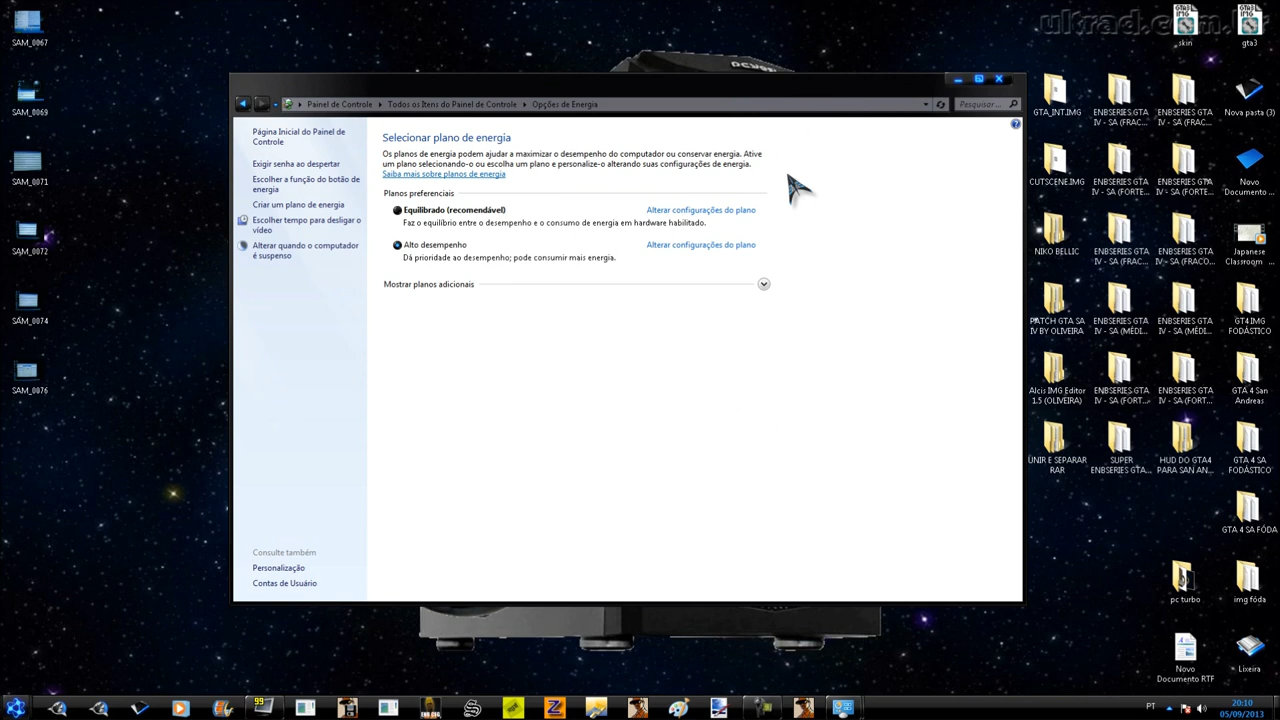 SAM_0067
SAM_0069
SAM_0071
SAM_0072
SAM_0074
SAM_0076
ukrad.com.br
skin
gta3
Painel de Controle
Todos os Itens do Painel de Controle
Opções de Energia
Pesquisar...
Página Inicial do Painel de
Controle
Exigir senha ao despertar
Escolher a função do botão de
energia
Criar um plano de energia
Escolher tempo para desligar o
vídeo
Alterar quando o computador
é suspenso
Consulte também
Personalização
Contas de Usuário
Selecionar plano de energia
Os planos de energia podem ajudar a maximizar o desempenho do computador ou conservar energia. Ative
um plano selecionando-o ou escolha um plano e personalize-o alterando suas configurações de energia.
Saiba mais sobre planos de energia
Planos preferenciais
Equilibrado (recomendável)
Alterar configurações do plano
Faz o equilíbrio entre o desempenho e o consumo de energia em hardware habilitado.
Alto desempenho
Alterar configurações do plano
Dá prioridade ao desempenho; pode consumir mais energia.
Mostrar planos adicionais
GTA_INT.IMG
ENBSERIES GTA
IV - SA (FRAC...
ENBSERIES GTA
IV - SA (FRAC...
Nova pasta (3)
CUTSCENE.IMG
ENBSERIES GTA
IV - SA (FORTE...
ENBSERIES GTA
IV - SA (FORTE...
Novo
Documento ...
NIKO BELLIC
ENBSERIES GTA
IV - SA (FRAC...
ENBSERIES GTA
IV - SA (FRACO...
Japanese
Classroom ...
PATCH GTA SA
IV BY OLIVEIRA
ENBSERIES GTA
IV - SA (MÉDI...
ENBSERIES GTA
IV - SA (MÉDI...
GT4 IMG
FODÁSTICO
Alcis IMG Editor
1.5 (OLIVEIRA)
ENBSERIES GTA
IV - SA (FORT...
ENBSERIES GTA
IV - SA (FORT...
GTA 4 San
Andreas
UNIR E SEPARAR
RAR
SUPER
ENBSERIES GTA...
HUD DO GTA4
PARA SAN AN...
GTA 4 SA
FODÁSTICO
GTA 4 SA FÓDA
pc turbo
img fóda
Novo
Documento RTF
Lixeira
99
PT
20:10
05/09/2013